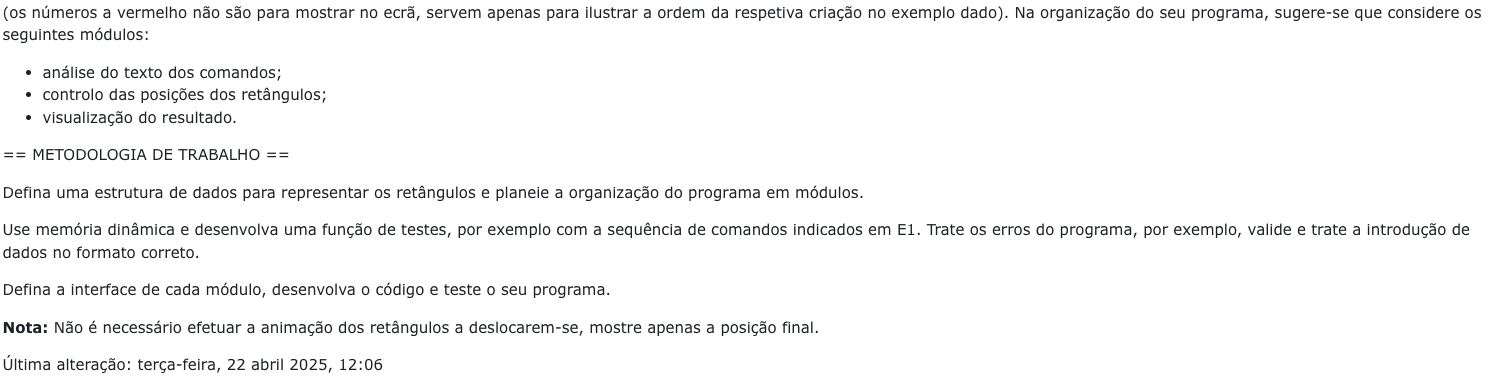 (os números a vermelho não são para mostrar no ecrã, servem apenas para ilustrar a ordem da respetiva criação no exemplo dado). Na organização do seu programa, sugere-se que considere os
seguintes módulos:
• análise do texto dos comandos;
• controlo das posições dos retângulos;
• visualização do resultado.
== METODOLOGIA DE TRABALHO ==
Defina uma estrutura de dados para representar os retângulos e planeie a organização do programa em módulos.
Use memória dinâmica e desenvolva uma função de testes, por exemplo com a sequência de comandos indicados em E1. Trate os erros do programa, por exemplo, valide e trate a introdução de
dados no formato correto.
Defina a interface de cada módulo, desenvolva o código e teste o seu programa.
Nota: Não é necessário efetuar a animação dos retângulos a deslocarem-se, mostre apenas a posição final.
Última alteração: terça-feira, 22 abril 2025, 12:06